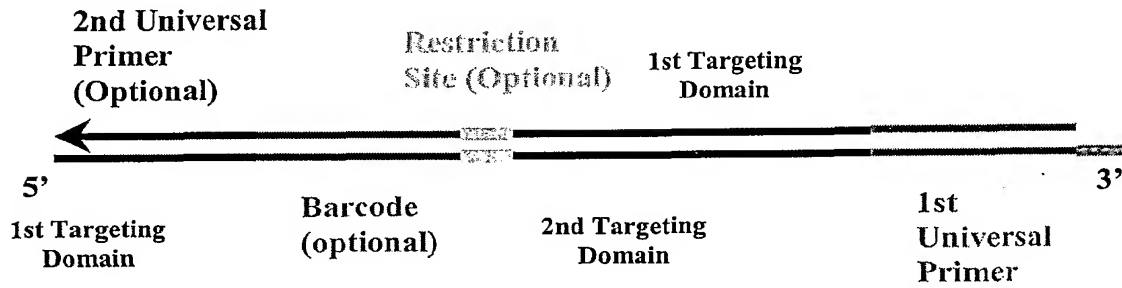 2nd Universal
Primer
(Optional)
Restriction
Site (Optional)
1st Targeting
Domain
5’
3’
1st Targeting
Domain
Barcode
(optional)
2nd Targeting
Domain
1st
Universal
Primer